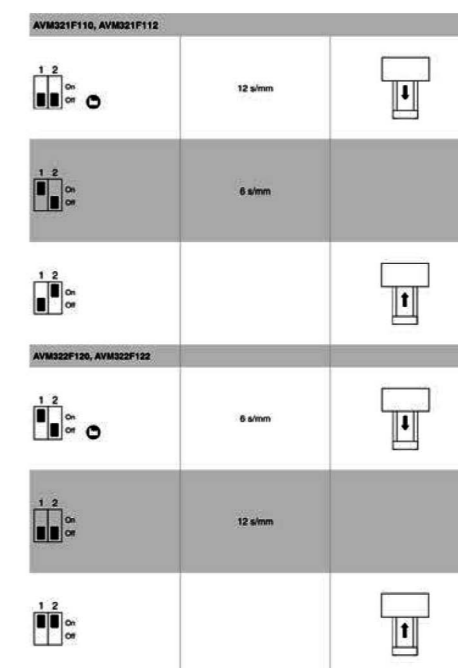 AVM321F110, AVM321F112
1 2
On
Off
12 s/mm
1 2
On
Off
6 s/mm
1 2
On
Off
AVM322F120, AVM322F122
1 2
On
Off
6 s/mm
1 2
On
Off
12 s/mm
1 2
On
Off